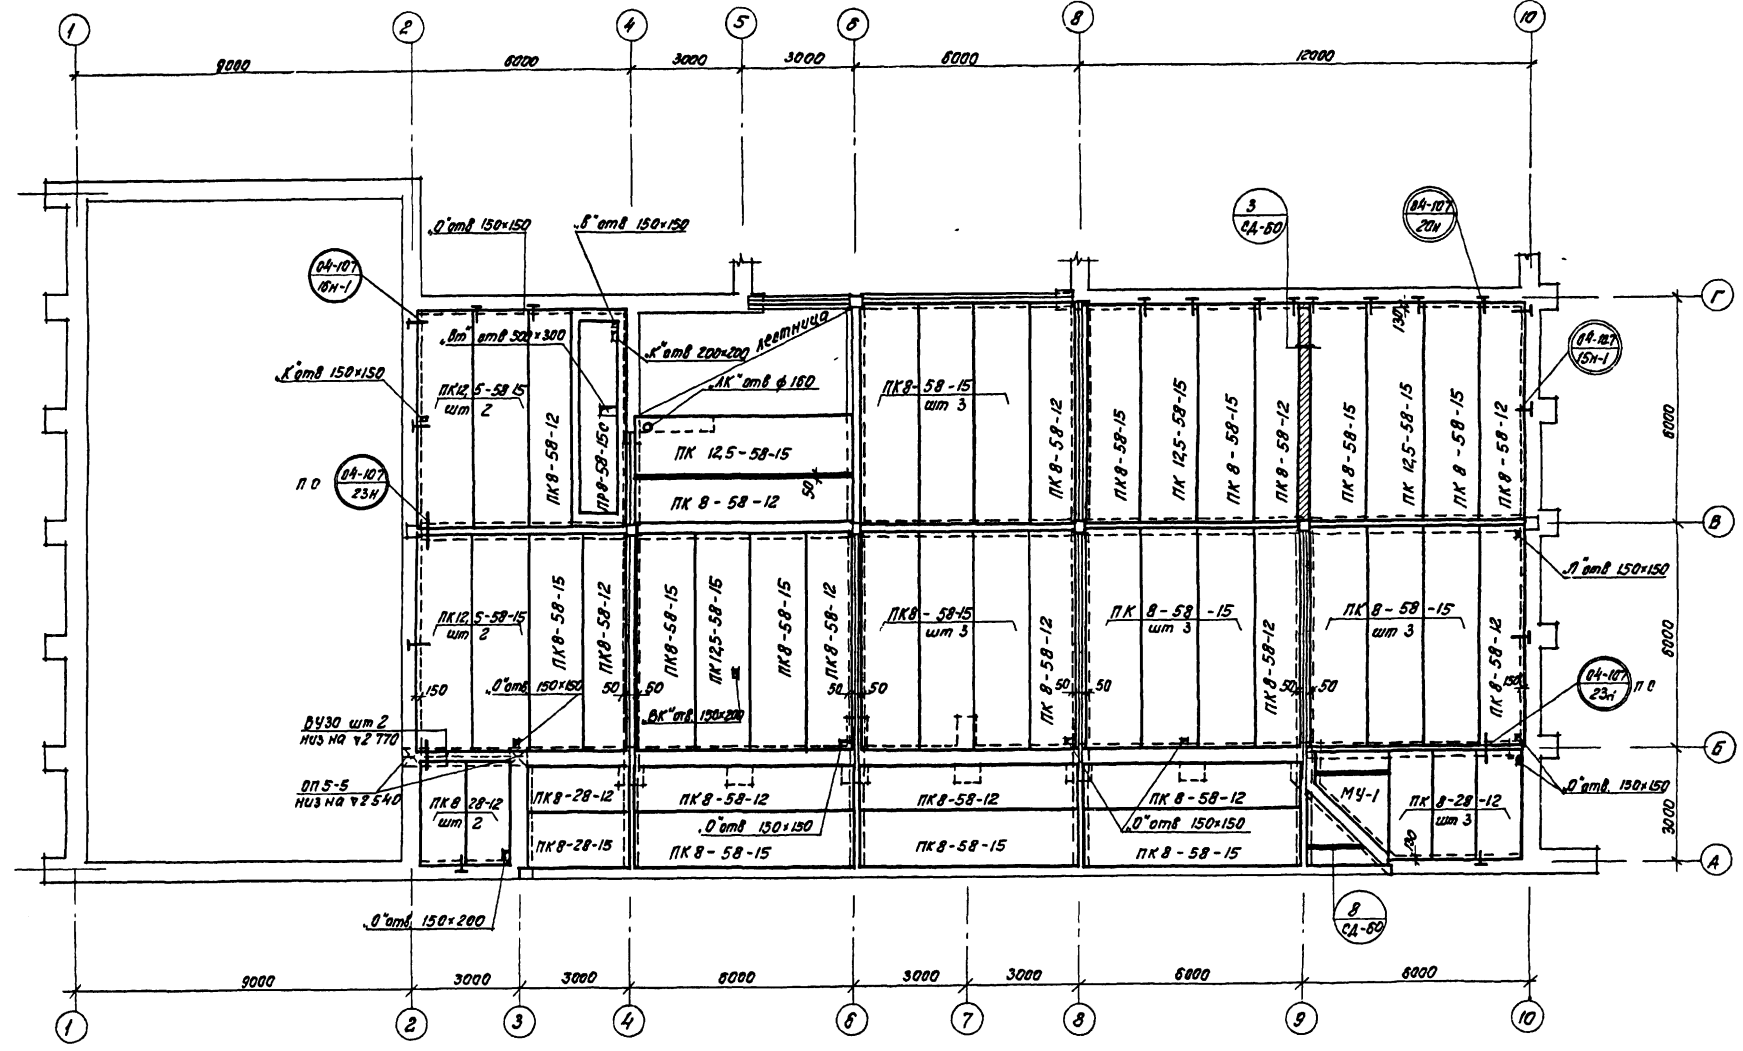 1
2
4
5
6
8
10
9000
6000
3000
3000
6000
12000
„О" отв 150×150
„В" отв 150×150
3
СД-60
04-107
20н
04-107
16н-1
„Вт" отв 500×300
„К" отв 200×200
лестница
„ЛК" отв ф 160
130
Г
04-107
15н-1
„К" отв 150×150
ПК12,5-58-15
шт 2
ПК8-58-12
ПР8-58-15с
ПК 12,5-58-15
50
ПК 8-58-12
ПК8-58-15
шт 3
ПК8-58-12
ПК8-58-15
ПК 12,5-58-15
ПК 8-58-15
ПК 8-58-12
ПК 8-58-15
ПК 12,5-58-15
ПК 8-58-15
ПК 8-58-12
6000
ПО
04-107
23н
В
„Л" отв 150×150
ПК12,5-58-15
шт 2
ПК8-58-15
ПК8-58-12
ПК8-58-15
ПК12,5-58-15
ПК8-58-15
ПК8-58-12
ПК8-58-15
шт 3
ПК 8-58-12
ПК 8-58-15
шт 3
ПК8-58-12
ПК 8-58-15
шт 3
ПК 8-58-12
6000
150
„О" отв 150×150
50
50
50
50
50
50
50
50
150
04-107
ПО
„ВК" отв. 150×200
ВУ30 шт 2
низ на ▽2 770
Б
ОП 5-5
низ на ▽2 540
ПК 8 28-12
шт 2
ПК8-28-12
ПК8-58-12
ПК8-58-12
ПК 8-58-12
МУ-1
ПК 8-28-12
шт 3
„О" отв. 150×150
„О" отв 150×150
„О" отв 150×150
3000
ПК8-28-15
ПК8-58-15
ПК8-58-15
ПК 8-58-15
130
А
„О" отв. 150×200
8
СД-60
9000
3000
3000
6000
3000
3000
6000
6000
1
2
3
4
6
7
8
9
10